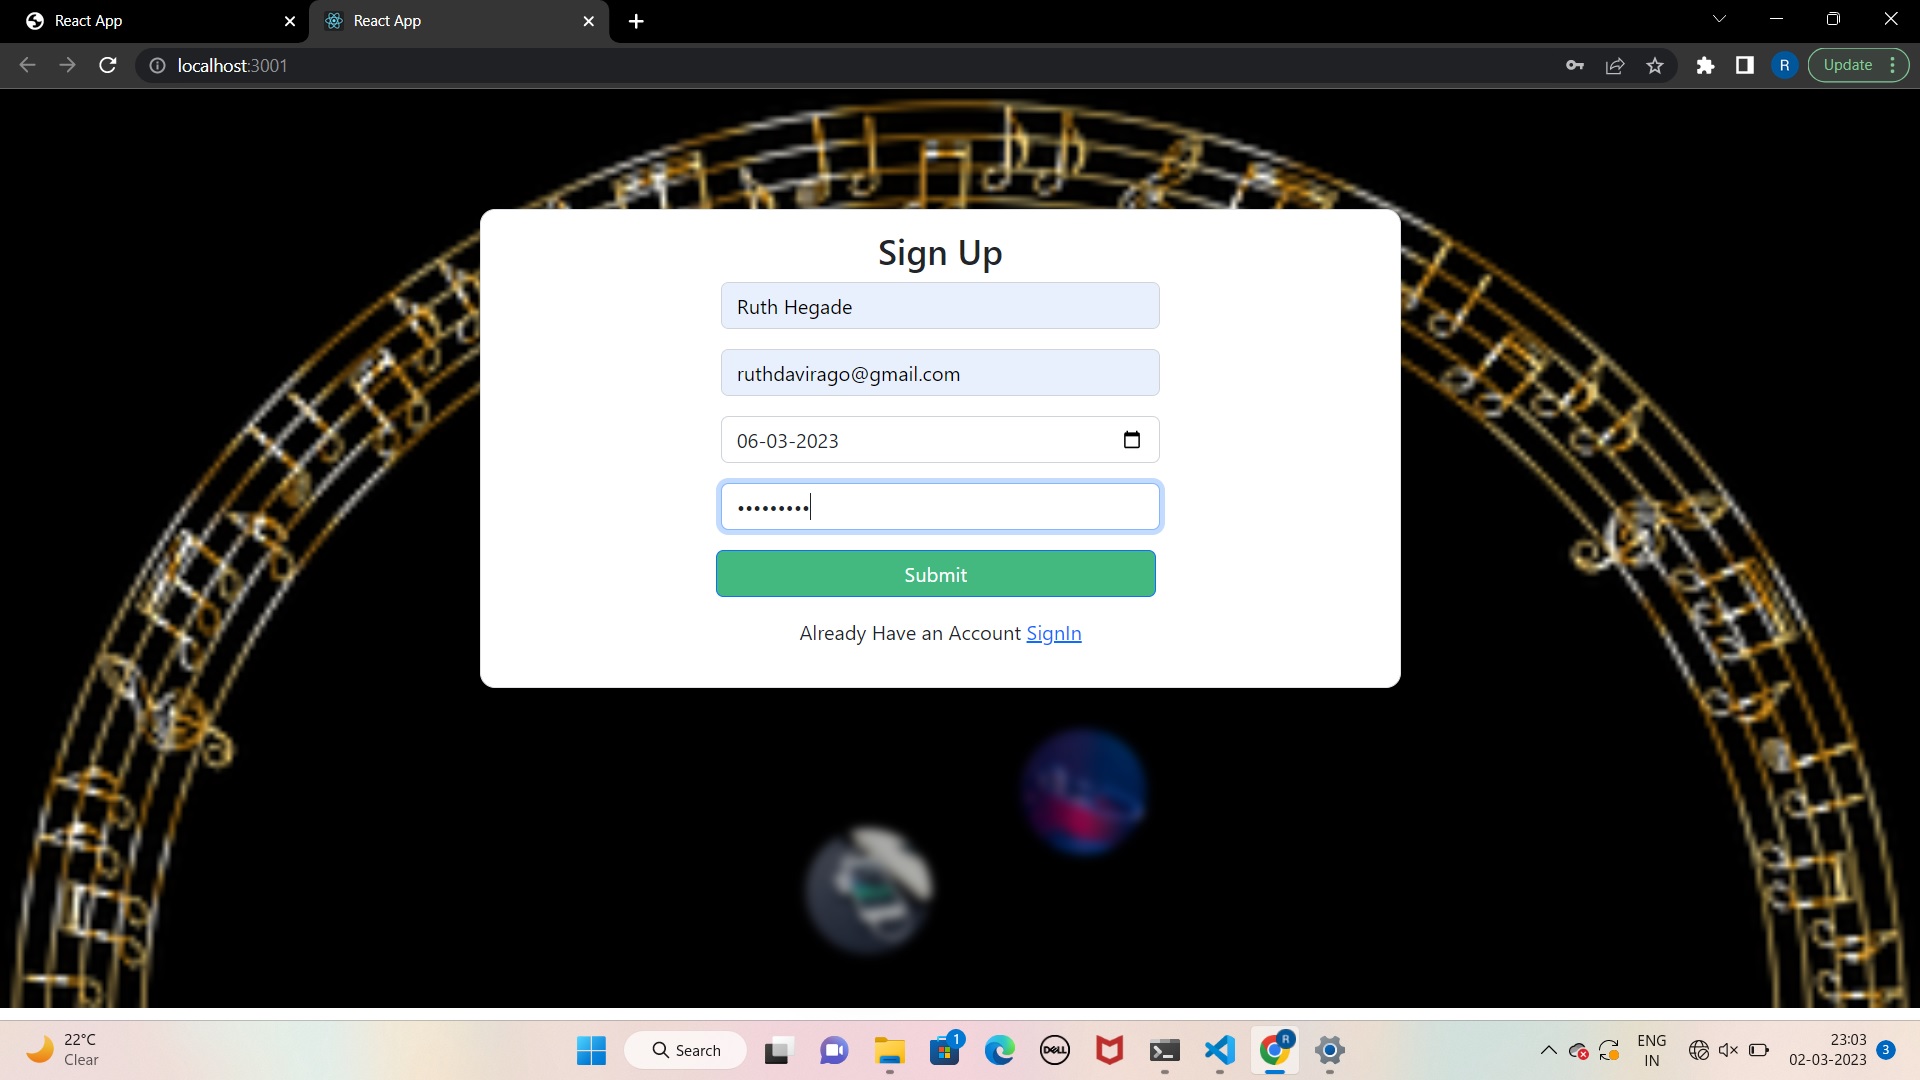 React App
React App
localhost:3001
R
Update
Sign Up
Ruth Hegade
ruthdavirago@gmail.com
06-03-2023
•••••••••
Submit
Already Have an Account SignIn
22°C
Clear
Search
1
DELL
R
ENG
IN
23:03
02-03-2023
3